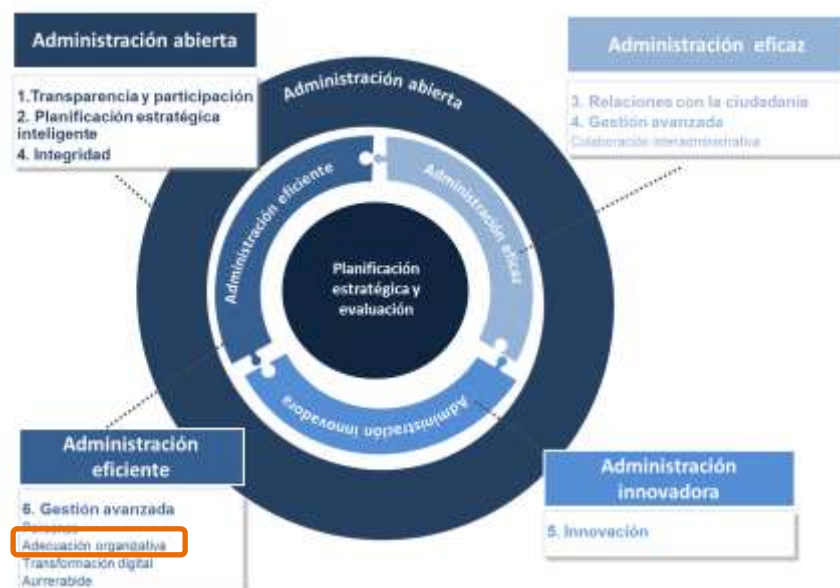 Administración abierta
1.Transparencia y participación
2. Planificación estratégica
inteligente
4. Integridad
Administración eficaz
3. Relaciones con la ciudadanía
4. Gestión avanzada
Colaboración interadministrativa
Administración abierta
Administración eficiente
Administración eficaz
Administración innovadora
Planificación
estratégica y
evaluación
Administración
eficiente
6. Gestión avanzada
Adecuación organizativa
Transformación digital
Aurrerabide
Administración
innovadora
5. Innovación